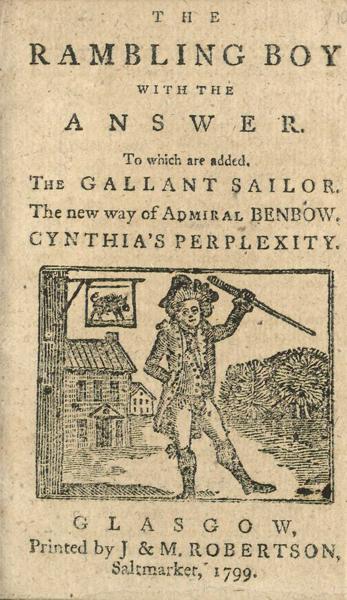 THE
RAMBLING BOY
WITH THE
ANSWER.
To which are added,
THE GALLANT SAILOR.
The new way of ADMIRAL BENBOW.
CYNTHIA'S PERPLEXITY.
GLASGOW,
Printed by J & M. ROBERTSON,
Saltmarket, 1799.